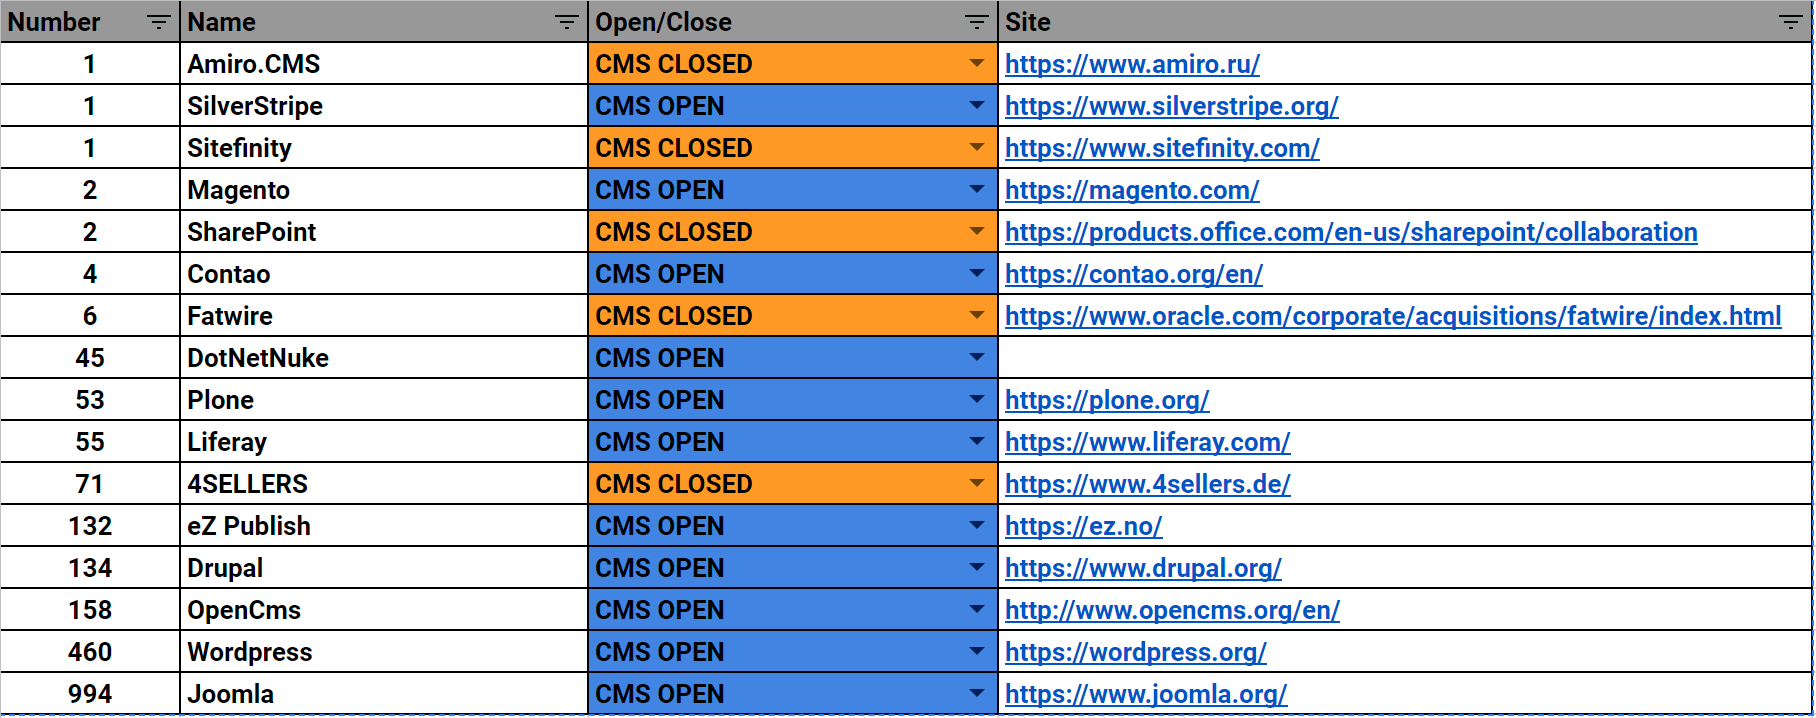 Number Name Open/Close Site
1 Amiro.CMS CMS CLOSED https://www.amiro.ru/
1 SilverStripe CMS OPEN https://www.silverstripe.org/
1 Sitefinity CMS CLOSED https://www.sitefinity.com/
2 Magento CMS OPEN https://magento.com/
2 SharePoint CMS CLOSED https://products.office.com/en-us/sharepoint/collaboration
4 Contao CMS OPEN https://contao.org/en/
6 Fatwire CMS CLOSED https://www.oracle.com/corporate/acquisitions/fatwire/index.html
45 DotNetNuke CMS OPEN
53 Plone CMS OPEN https://plone.org/
55 Liferay CMS OPEN https://www.liferay.com/
71 4SELLERS CMS CLOSED https://www.4sellers.de/
132 eZ Publish CMS OPEN https://ez.no/
134 Drupal CMS OPEN https://www.drupal.org/
158 OpenCms CMS OPEN http://www.opencms.org/en/
460 Wordpress CMS OPEN https://wordpress.org/
994 Joomla CMS OPEN https://www.joomla.org/